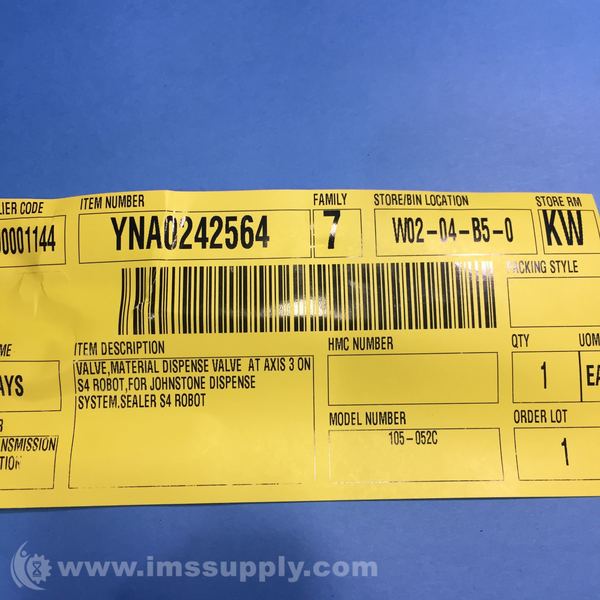 LIER CODE ITEM NUMBER FAMILY STORE/BIN LOCATION STORE RM
0001144 YNA0242564 7 W02-04-B5-0 KW
PACKING STYLE
ME ITEM DESCRIPTION HMC NUMBER QTY UOM
AYS VALVE,MATERIAL DISPENSE VALVE AT AXIS 3 ON 1 EA
S4 ROBOT,FOR JOHNSTONE DISPENSE
SYSTEM.SEALER S4 ROBOT
R MODEL NUMBER ORDER LOT
NSMISSION 105-052C 1
TION
www.imssupply.com